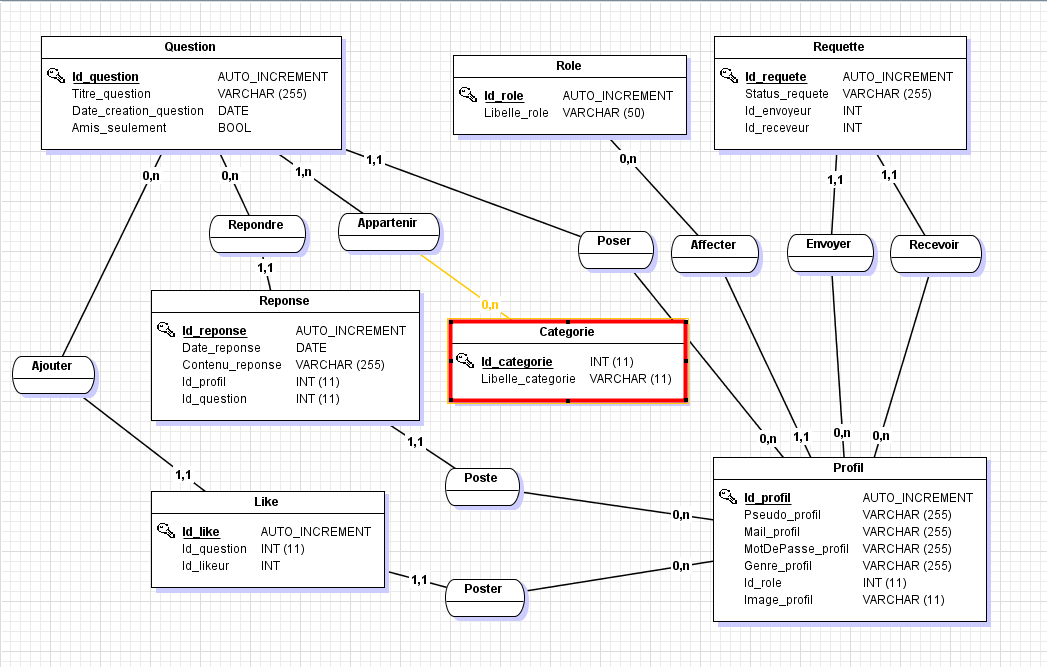 Question
Id_question AUTO_INCREMENT
Titre_question VARCHAR (255)
Date_creation_question DATE
Amis_seulement BOOL
Role
Id_role AUTO_INCREMENT
Libelle_role VARCHAR (50)
Requette
Id_requete AUTO_INCREMENT
Status_requete VARCHAR (255)
Id_envoyeur INT
Id_receveur INT
0,n
0,n
1,n
1,1
0,n
1,1
1,1
Repondre
Appartenir
Poser
Affecter
Envoyer
Recevoir
1,1
0,n
Reponse
Id_reponse AUTO_INCREMENT
Date_reponse DATE
Contenu_reponse VARCHAR (255)
Id_profil INT (11)
Id_question INT (11)
Categorie
Id_categorie INT (11)
Libelle_categorie VARCHAR (11)
Ajouter
1,1
1,1
0,n
1,1
0,n
0,n
Poste
0,n
Like
Id_like AUTO_INCREMENT
Id_question INT (11)
Id_likeur INT
1,1
Poster
0,n
Profil
Id_profil AUTO_INCREMENT
Pseudo_profil VARCHAR (255)
Mail_profil VARCHAR (255)
MotDePasse_profil VARCHAR (255)
Genre_profil VARCHAR (255)
Id_role INT (11)
Image_profil VARCHAR (11)